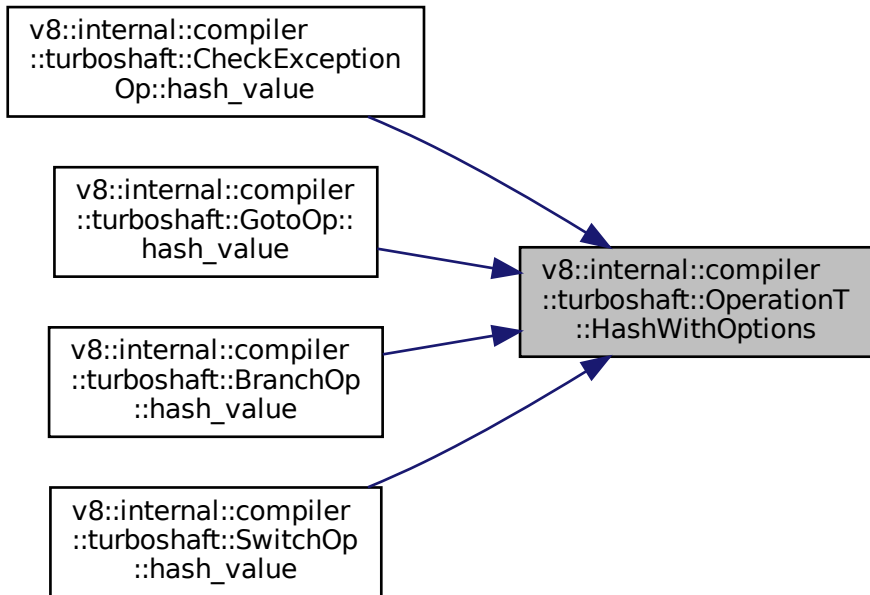 v8::internal::compiler
::turboshaft::CheckException
Op::hash_value
v8::internal::compiler
::turboshaft::GotoOp::
hash_value
v8::internal::compiler
::turboshaft::OperationT
::HashWithOptions
v8::internal::compiler
::turboshaft::BranchOp
::hash_value
v8::internal::compiler
::turboshaft::SwitchOp
::hash_value